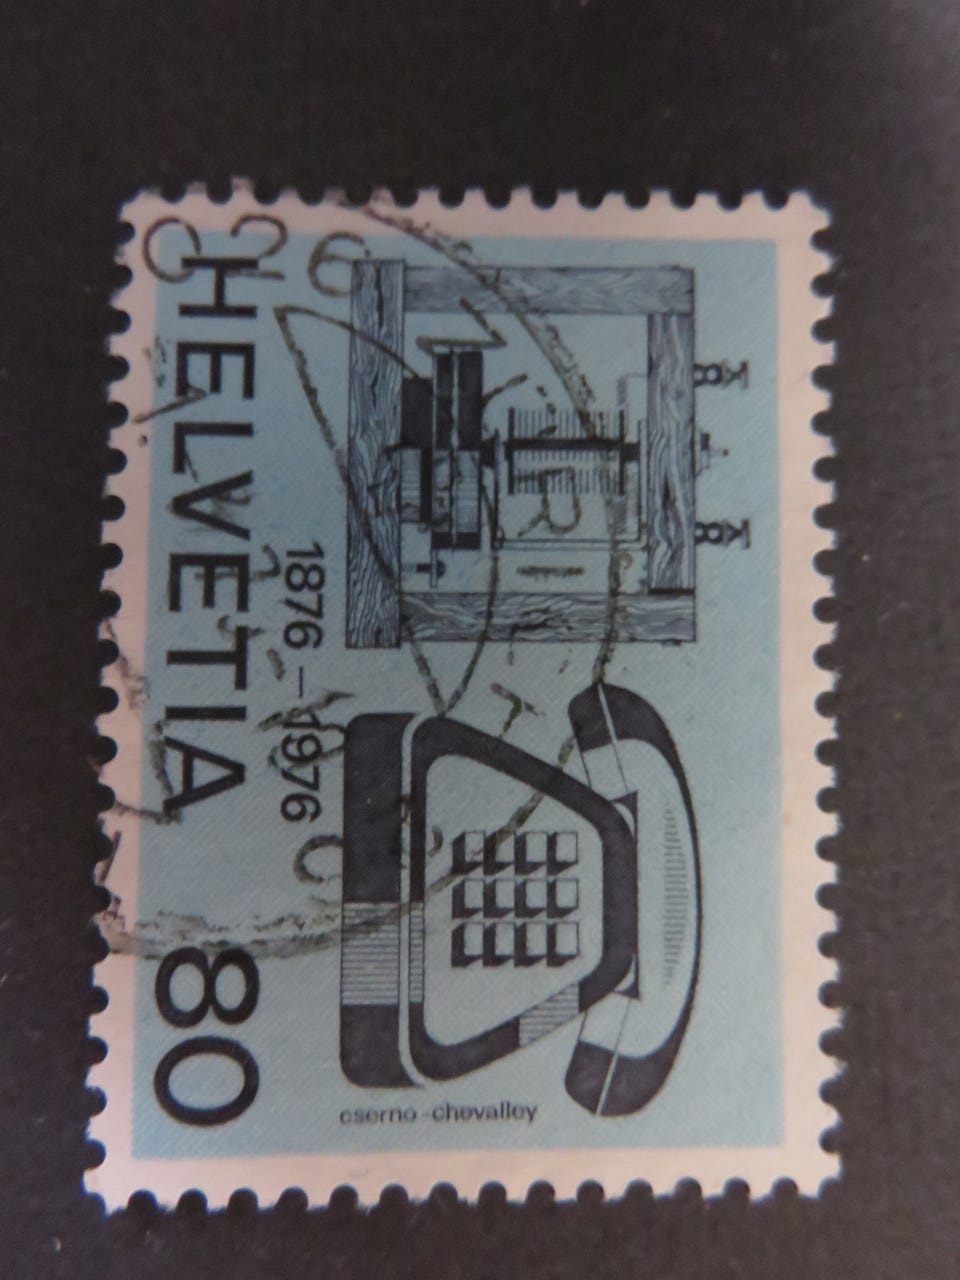 1876 – 1976
HELVETIA 80
cserno-chevalley